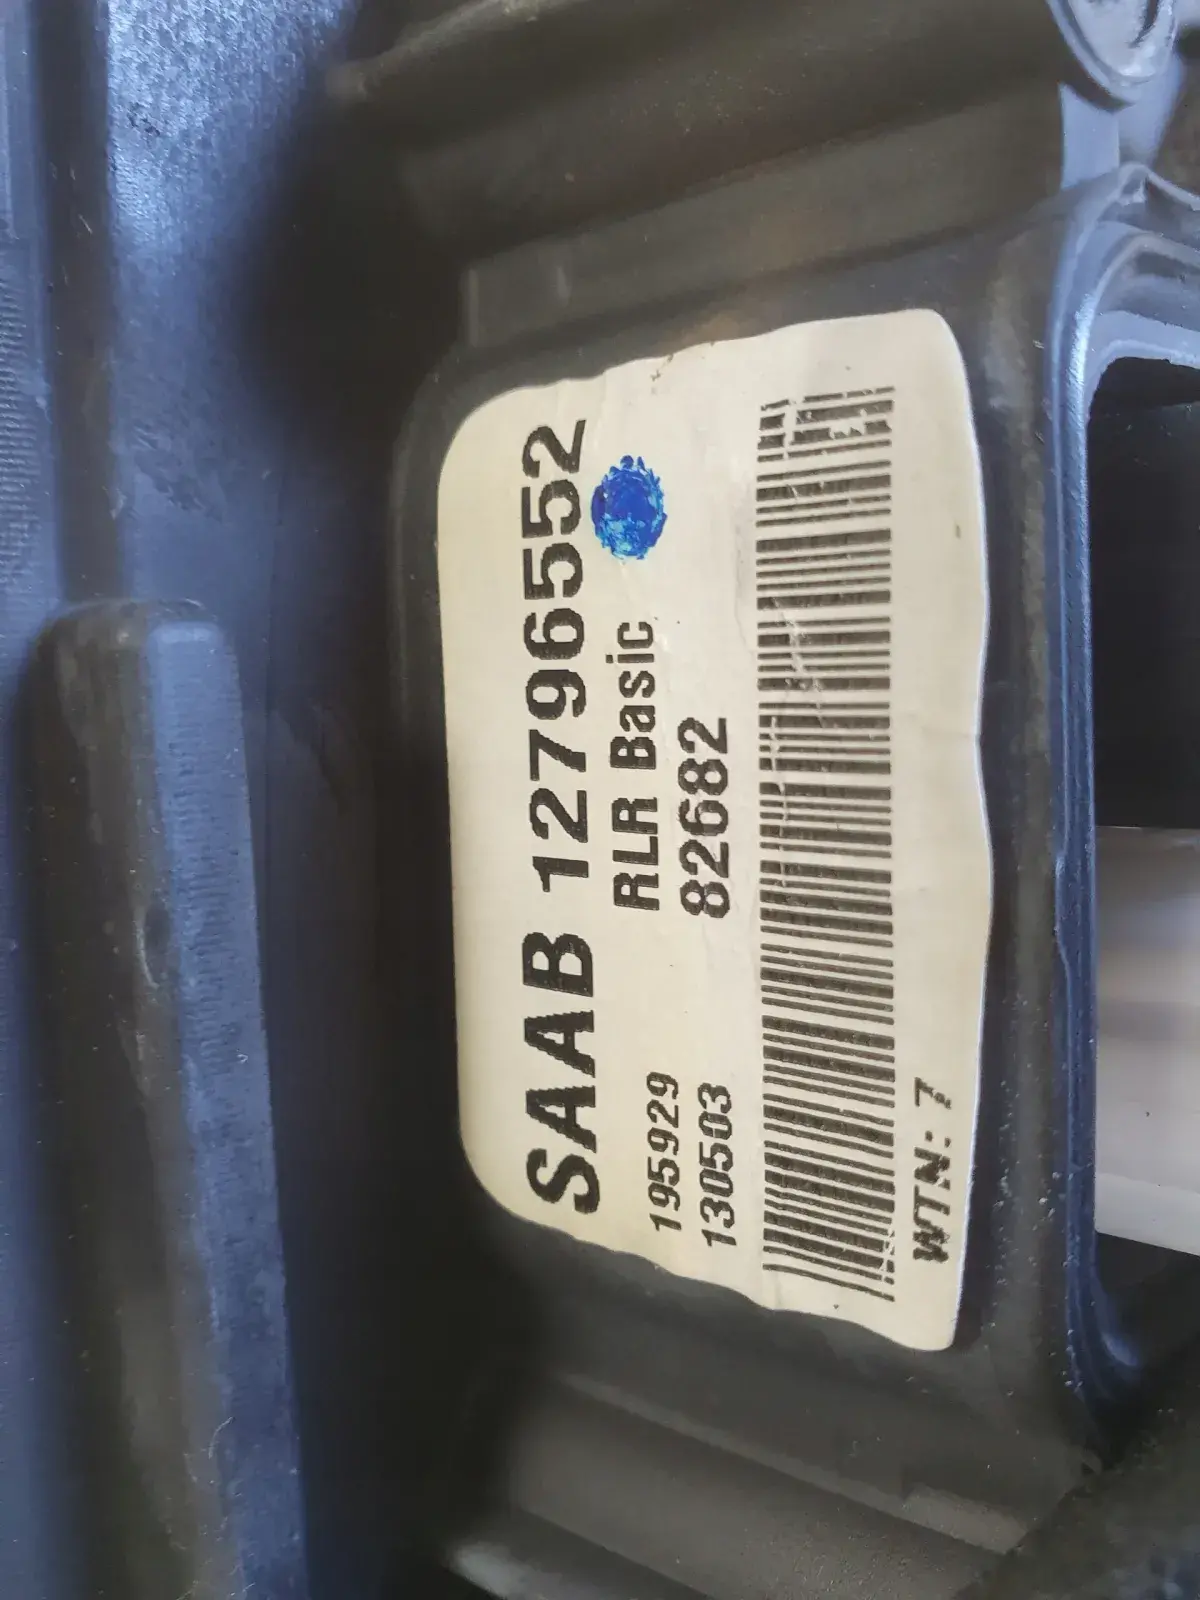 SAAB 12796552
RLR Basic
195929
82682
130503
WTN: 7